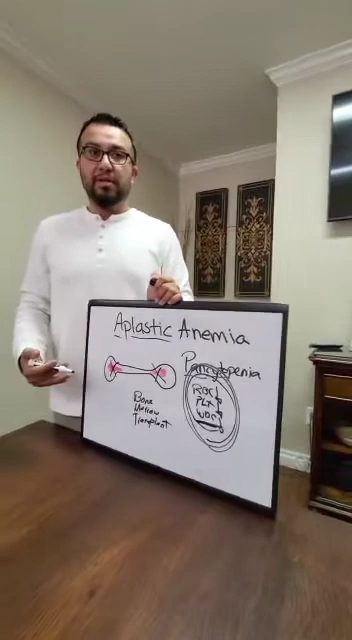 Aplastic Anemia
Pancytopenia
RBC
PLT
WBC
Bone
Marrow
Transplant